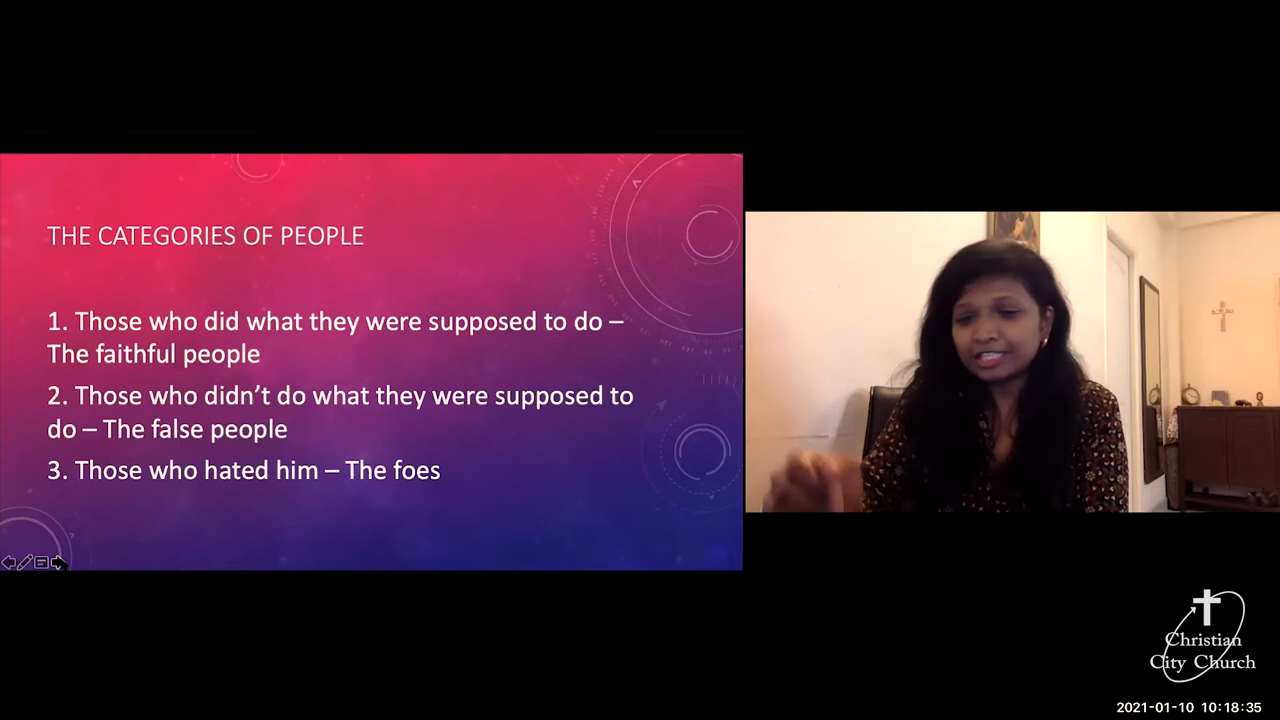 THE CATEGORIES OF PEOPLE
1. Those who did what they were supposed to do –
The faithful people
2. Those who didn’t do what they were supposed to
do – The false people
3. Those who hated him – The foes
Christian
City Church
2021-01-10 10:18:35